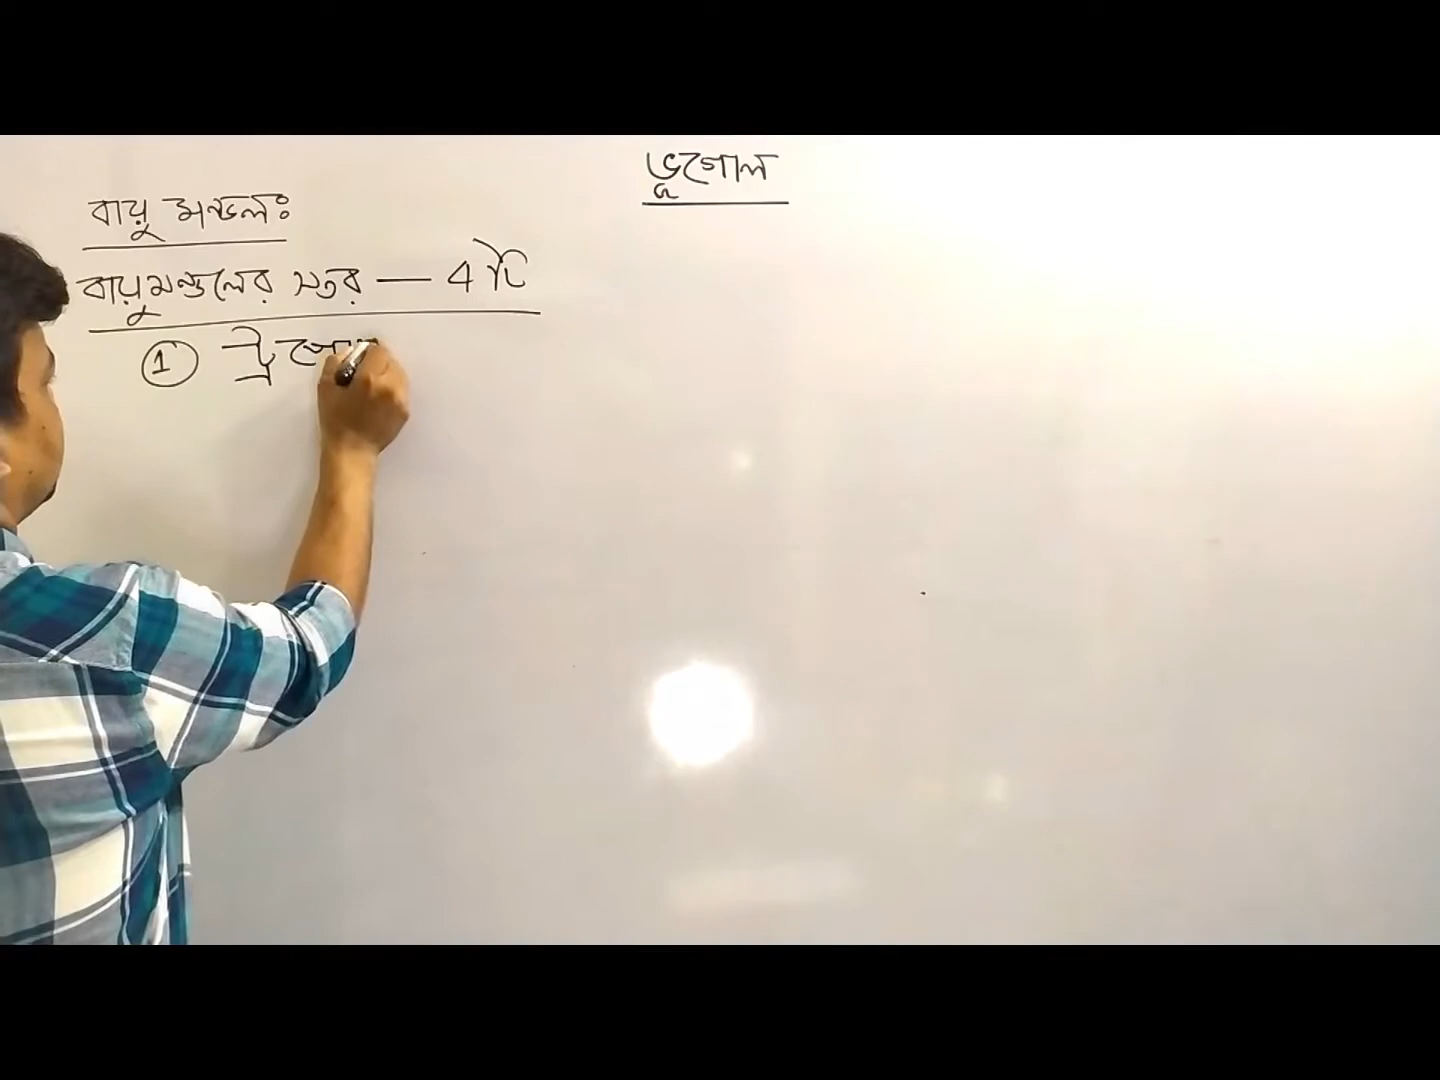 ভূগোল
বায়ু মন্ডলঃ
বায়ুমন্ডলের স্তর — 4 টি
①